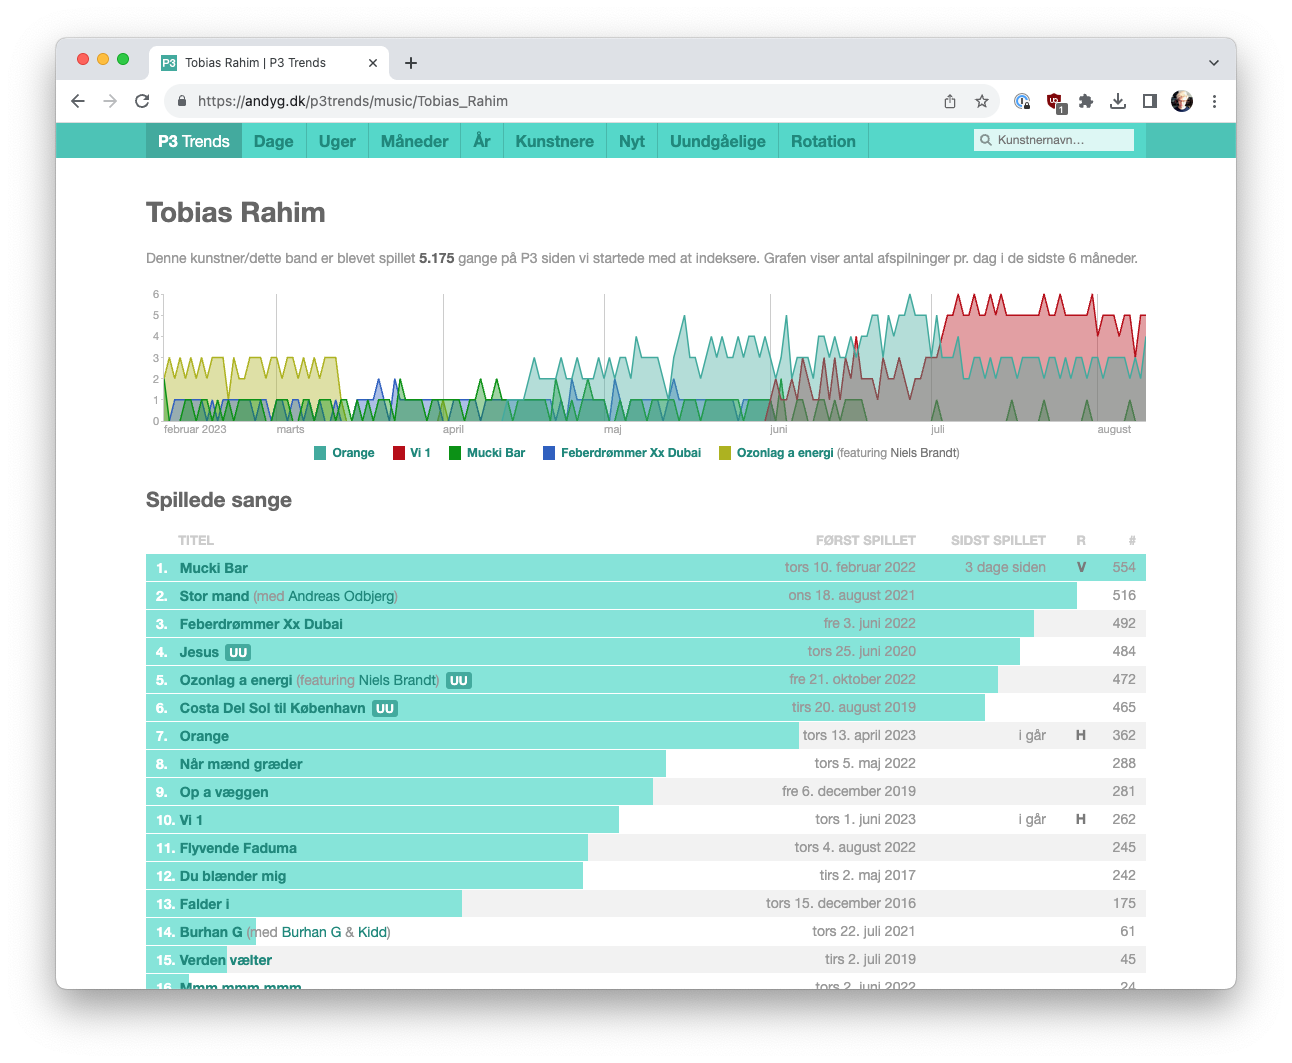 P3 Tobias Rahim | P3 Trends
https://andyg.dk/p3trends/music/Tobias_Rahim 1
P3 Trends Dage Uger Måneder År Kunstnere Nyt Uundgåelige Rotation Kunstnernavn...
Tobias Rahim
Denne kunstner/dette band er blevet spillet 5.175 gange på P3 siden vi startede med at indeksere. Grafen viser antal afspilninger pr. dag i de sidste 6 måneder.
6
5
4
3
2
1
0
februar 2023 marts april maj juni juli august
Orange Vi 1 Mucki Bar Feberdrømmer Xx Dubai Ozonlag a energi (featuring Niels Brandt)
Spillede sange
TITEL FØRST SPILLET SIDST SPILLET R #
1. Mucki Bar tors 10. februar 2022 3 dage siden V 554
2. Stor mand (med Andreas Odbjerg) ons 18. august 2021 516
3. Feberdrømmer Xx Dubai fre 3. juni 2022 492
4. Jesus UU tors 25. juni 2020 484
5. Ozonlag a energi (featuring Niels Brandt) UU fre 21. oktober 2022 472
6. Costa Del Sol til København UU tirs 20. august 2019 465
7. Orange tors 13. april 2023 i går H 362
8. Når mænd græder tors 5. maj 2022 288
9. Op a væggen fre 6. december 2019 281
10. Vi 1 tors 1. juni 2023 i går H 262
11. Flyvende Faduma tors 4. august 2022 245
12. Du blænder mig tirs 2. maj 2017 242
13. Falder i tors 15. december 2016 175
14. Burhan G (med Burhan G & Kidd) tors 22. juli 2021 61
15. Verden vælter tirs 2. juli 2019 45
16. Mmm mmm mmm tors 2. juni 2022 24